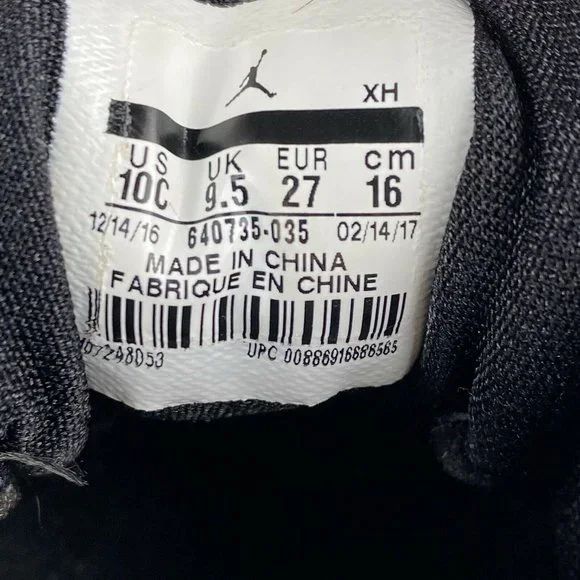 XH
US UK EUR cm
10C 9.5 27 16
12/14/16 640735-035 02/14/17
MADE IN CHINA
FABRIQUE EN CHINE
UPC 00886916686565